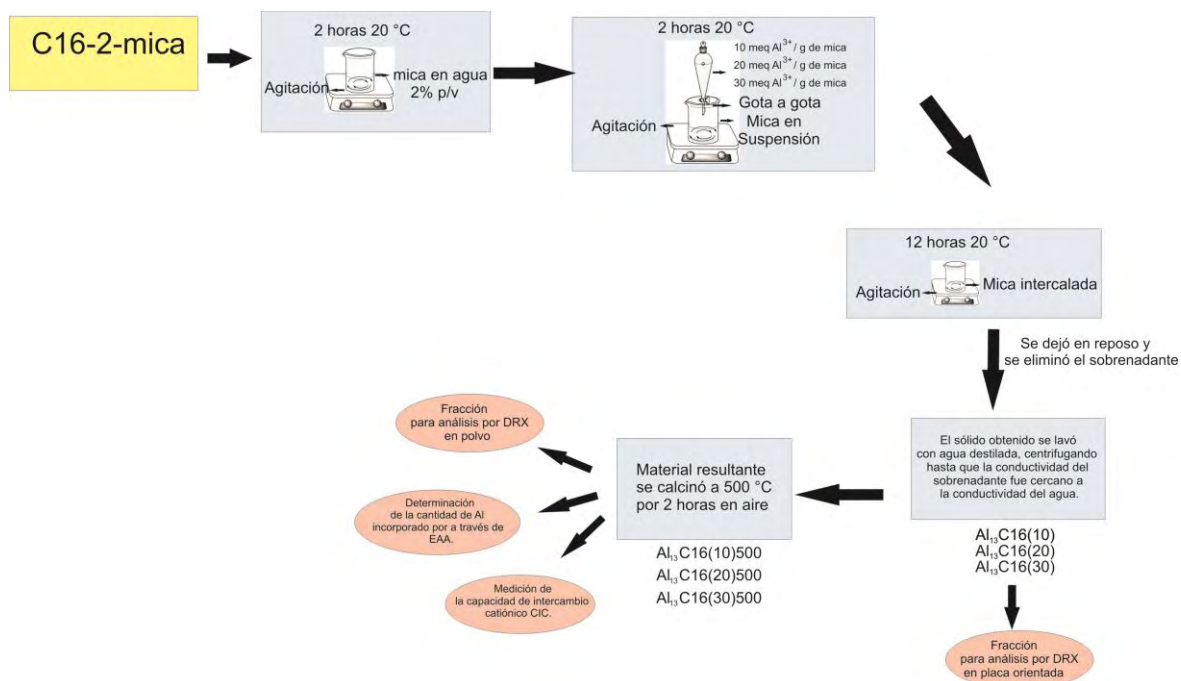 C16-2-mica
2 horas 20 °C
Agitación
mica en agua
2% p/v
2 horas 20 °C
10 meq Al³⁺/ g de mica
20 meq Al³⁺/ g de mica
30 meq Al³⁺/ g de mica
Gota a gota
Agitación
Mica en
Suspensión
12 horas 20 °C
Agitación
Mica intercalada
Se dejó en reposo y
se eliminó el sobrenadante
El sólido obtenido se lavó
con agua destilada, centrifugando
hasta que la conductividad del
sobrenadante fue cercano a
la conductividad del agua.
Al₁₃C16(10)
Al₁₃C16(20)
Al₁₃C16(30)
Fracción
para análisis por DRX
en placa orientada
Material resultante
se calcinó a 500 °C
por 2 horas en aire
Al₁₃C16(10)500
Al₁₃C16(20)500
Al₁₃C16(30)500
Fracción
para análisis por DRX
en polvo
Determinación
de la cantidad de Al
incorporado por a través de
EAA.
Medición de
la capacidad de intercambio
catiónico CIC.